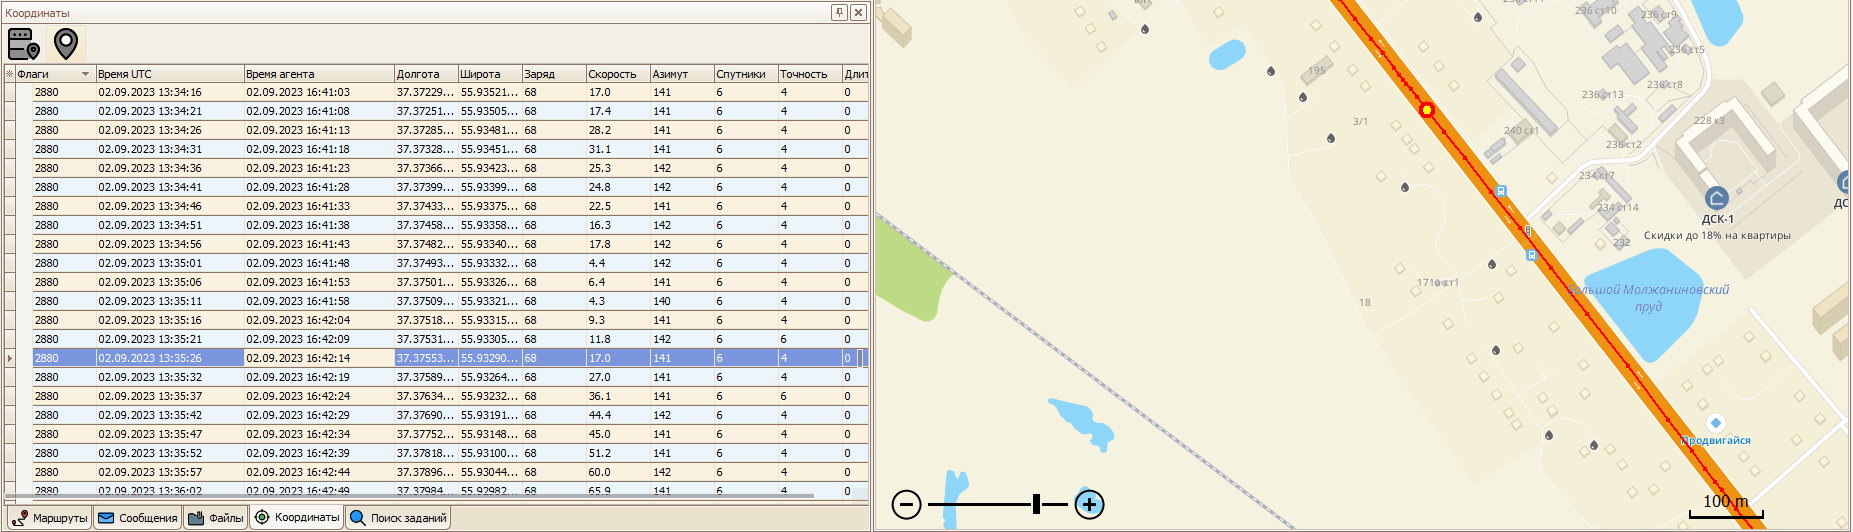 Координаты
Флаги Время UTC Время агента Долгота Широта Заряд Скорость Азимут Спутники Точность Длит
2880 02.09.2023 13:34:16 02.09.2023 16:41:03 37.37229... 55.93521... 68 17.0 141 6 4 0
2880 02.09.2023 13:34:21 02.09.2023 16:41:08 37.37251... 55.93505... 68 17.4 141 6 4 0
2880 02.09.2023 13:34:26 02.09.2023 16:41:13 37.37285... 55.93481... 68 28.2 141 6 4 0
2880 02.09.2023 13:34:31 02.09.2023 16:41:18 37.37328... 55.93451... 68 31.1 141 6 4 0
2880 02.09.2023 13:34:36 02.09.2023 16:41:23 37.37366... 55.93423... 68 25.3 142 6 4 0
2880 02.09.2023 13:34:41 02.09.2023 16:41:28 37.37399... 55.93399... 68 24.8 142 6 4 0
2880 02.09.2023 13:34:46 02.09.2023 16:41:33 37.37433... 55.93375... 68 22.5 141 6 4 0
2880 02.09.2023 13:34:51 02.09.2023 16:41:38 37.37458... 55.93358... 68 16.3 142 6 4 0
2880 02.09.2023 13:34:56 02.09.2023 16:41:43 37.37482... 55.93340... 68 17.8 142 6 4 0
2880 02.09.2023 13:35:01 02.09.2023 16:41:48 37.37493... 55.93332... 68 4.4 142 6 4 0
2880 02.09.2023 13:35:06 02.09.2023 16:41:53 37.37501... 55.93326... 68 6.4 141 6 4 0
2880 02.09.2023 13:35:11 02.09.2023 16:41:58 37.37509... 55.93321... 68 4.3 140 6 4 0
2880 02.09.2023 13:35:16 02.09.2023 16:42:04 37.37518... 55.93315... 68 9.3 141 6 4 0
2880 02.09.2023 13:35:21 02.09.2023 16:42:09 37.37531... 55.93305... 68 11.8 142 6 6 0
2880 02.09.2023 13:35:26 02.09.2023 16:42:14 37.37553... 55.93290... 68 17.0 141 6 4 0
2880 02.09.2023 13:35:32 02.09.2023 16:42:19 37.37589... 55.93264... 68 27.0 141 6 4 0
2880 02.09.2023 13:35:37 02.09.2023 16:42:24 37.37634... 55.93232... 68 36.1 141 6 6 0
2880 02.09.2023 13:35:42 02.09.2023 16:42:29 37.37690... 55.93191... 68 44.4 142 6 4 0
2880 02.09.2023 13:35:47 02.09.2023 16:42:34 37.37752... 55.93148... 68 45.0 141 6 4 0
2880 02.09.2023 13:35:52 02.09.2023 16:42:39 37.37818... 55.93100... 68 51.2 141 6 4 0
2880 02.09.2023 13:35:57 02.09.2023 16:42:44 37.37896... 55.93044... 68 60.0 142 6 4 0
2880 02.09.2023 13:36:02 02.09.2023 16:42:49 37.37984... 55.92982... 68 65.9 141 6 4 0
Маршруты Сообщения Файлы Координаты Поиск заданий
236 ст10
236 ст9
236 ст5
195
236 ст8
236 ст13
3/1
240 ст1
228 к3
236 ст2
234 ст7
234 ст14
ДСК-1
Скидки до 18% на квартиры
ДС
232
18
Большой Молжаниновский
пруд
Продвигайся
100 m